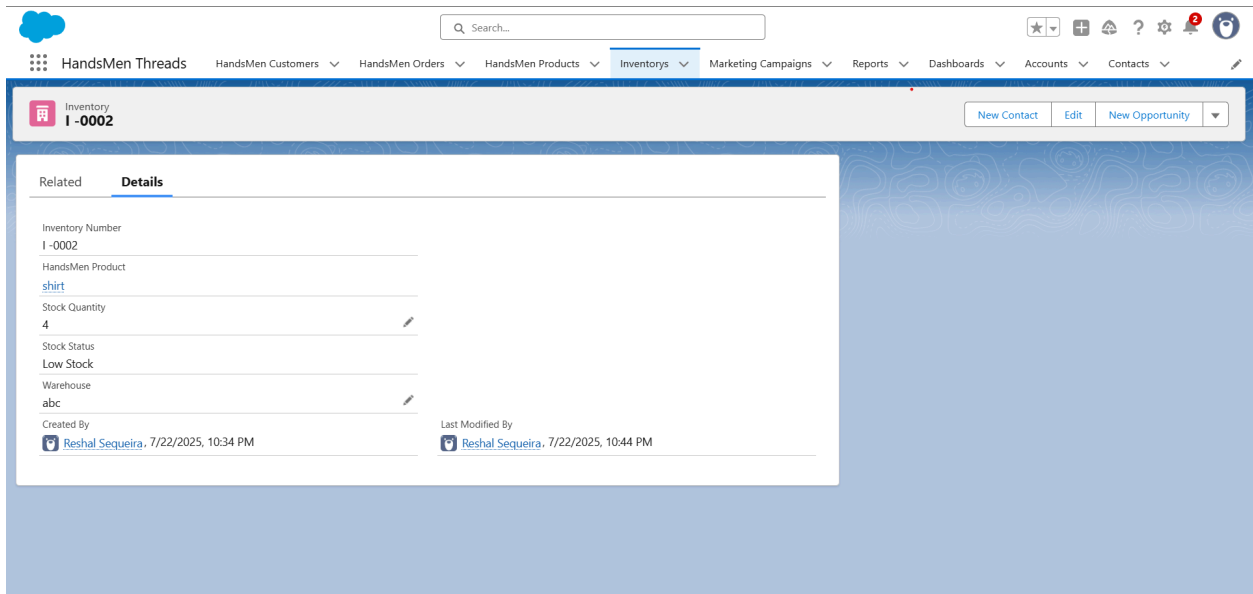 Search...
2
HandsMen Threads HandsMen Customers HandsMen Orders HandsMen Products Inventorys Marketing Campaigns Reports Dashboards Accounts Contacts
Inventory
I -0002
New Contact Edit New Opportunity
Related Details
Inventory Number
I -0002
HandsMen Product
shirt
Stock Quantity
4
Stock Status
Low Stock
Warehouse
abc
Created By Last Modified By
Reshal Sequeira, 7/22/2025, 10:34 PM Reshal Sequeira, 7/22/2025, 10:44 PM